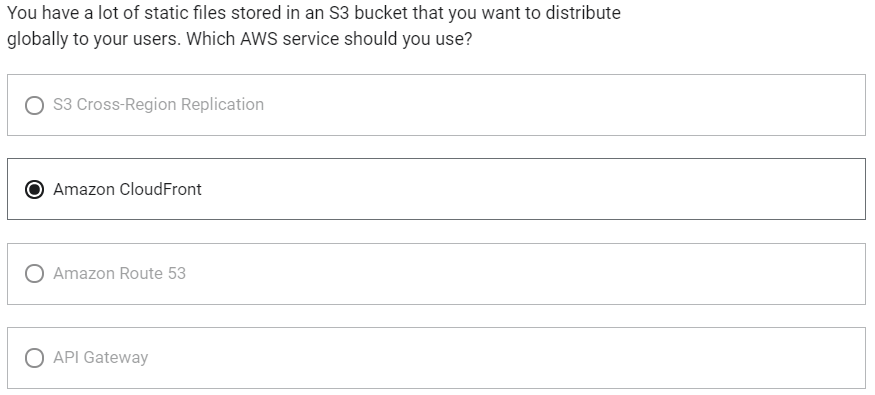 You have a lot of static files stored in an S3 bucket that you want to distribute
globally to your users. Which AWS service should you use?
S3 Cross-Region Replication
Amazon CloudFront
Amazon Route 53
API Gateway